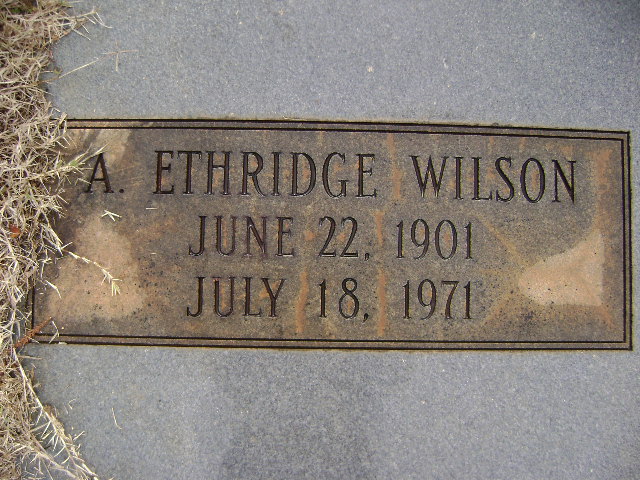 A. ETHRIDGE WILSON
JUNE 22, 1901
JULY 18, 1971